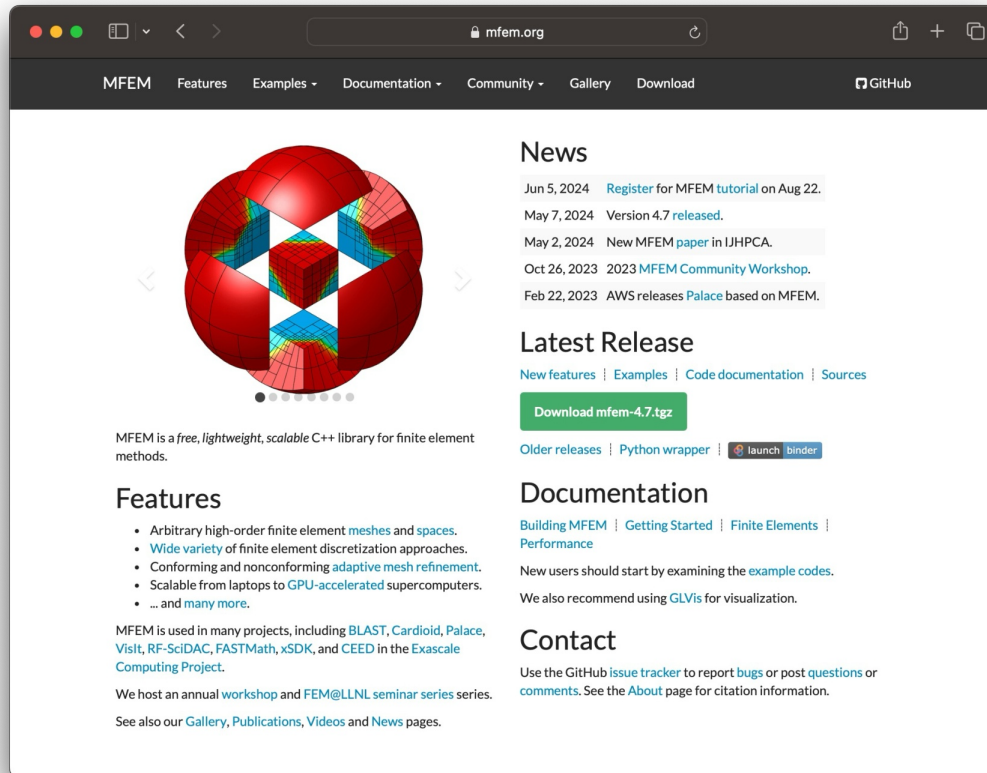 mfem.org
MFEM Features Examples Documentation Community Gallery Download GitHub
MFEM is a free, lightweight, scalable C++ library for finite element
methods.
Features
• Arbitrary high-order finite element meshes and spaces.
• Wide variety of finite element discretization approaches.
• Conforming and nonconforming adaptive mesh refinement.
• Scalable from laptops to GPU-accelerated supercomputers.
• ... and many more.
MFEM is used in many projects, including BLAST, Cardioid, Palace,
VisIt, RF-SciDAC, FASTMath, xSDK, and CEED in the Exascale
Computing Project.
We host an annual workshop and FEM@LLNL seminar series series.
See also our Gallery, Publications, Videos and News pages.
News
Jun 5, 2024 Register for MFEM tutorial on Aug 22.
May 7, 2024 Version 4.7 released.
May 2, 2024 New MFEM paper in IJHPCA.
Oct 26, 2023 2023 MFEM Community Workshop.
Feb 22, 2023 AWS releases Palace based on MFEM.
Latest Release
New features | Examples | Code documentation | Sources
Download mfem-4.7.tgz
Older releases | Python wrapper | launch binder
Documentation
Building MFEM | Getting Started | Finite Elements |
Performance
New users should start by examining the example codes.
We also recommend using GLVis for visualization.
Contact
Use the GitHub issue tracker to report bugs or post questions or
comments. See the About page for citation information.